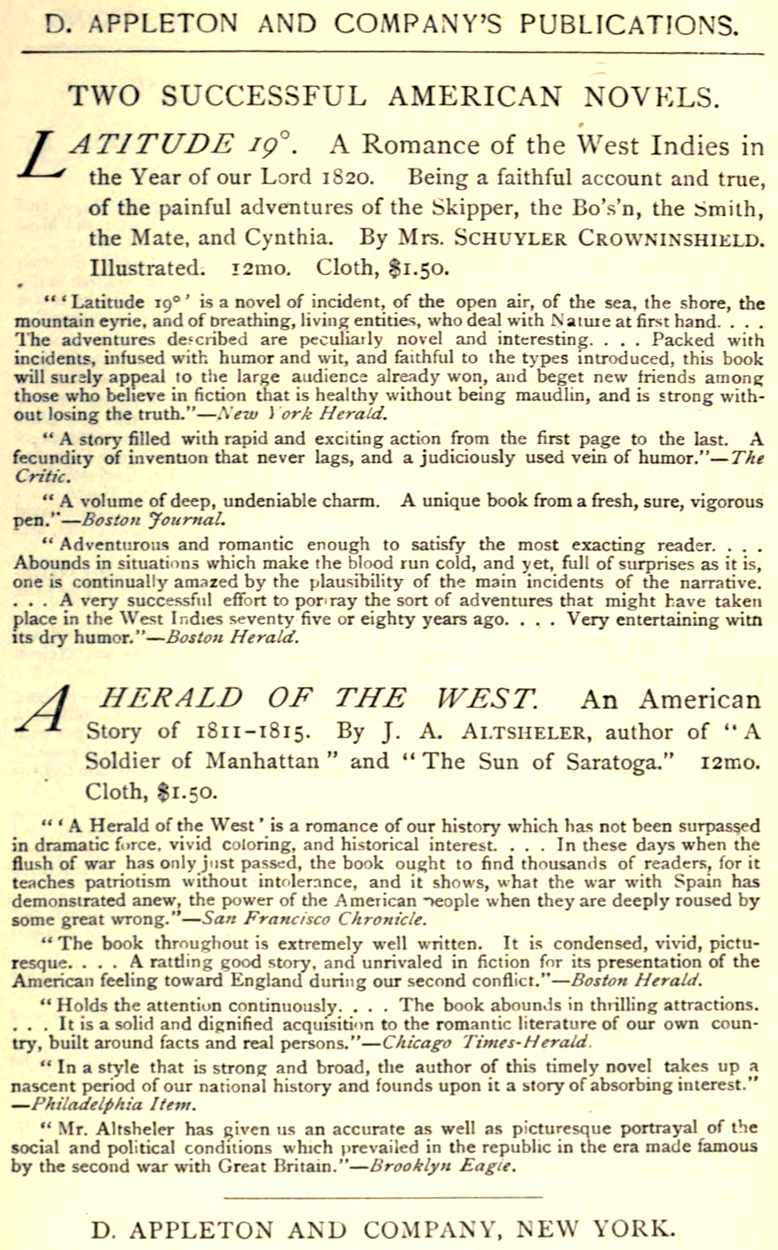 D. APPLETON AND COMPANY'S PUBLICATIONS.
TWO SUCCESSFUL AMERICAN NOVELS.
LATITUDE 19°. A Romance of the West Indies in
the Year of our Lord 1820. Being a faithful account and true,
of the painful adventures of the Skipper, the Bo's'n, the Smith,
the Mate, and Cynthia. By Mrs. SCHUYLER CROWNINSHIELD.
Illustrated. 12mo. Cloth, $1.50.
"'Latitude 19°' is a novel of incident, of the open air, of the sea, the shore, the
mountain eyrie, and of breathing, living entities, who deal with Nature at first hand. . . .
The adventures described are peculiarly novel and interesting. . . . Packed with
incidents, infused with humor and wit, and faithful to the types introduced, this book
will surely appeal to the large audience already won, and beget new friends among
those who believe in fiction that is healthy without being maudlin, and is strong with-
out losing the truth."—New York Herald.
"A story filled with rapid and exciting action from the first page to the last. A
fecundity of invention that never lags, and a judiciously used vein of humor."—The
Critic.
"A volume of deep, undeniable charm. A unique book from a fresh, sure, vigorous
pen."—Boston Journal.
"Adventurous and romantic enough to satisfy the most exacting reader. . . .
Abounds in situations which make the blood run cold, and yet, full of surprises as it is,
one is continually amazed by the plausibility of the main incidents of the narrative.
. . . A very successful effort to portray the sort of adventures that might have taken
place in the West Indies seventy five or eighty years ago. . . . Very entertaining with
its dry humor."—Boston Herald.
A HERALD OF THE WEST. An American
Story of 1811-1815. By J. A. ALTSHELER, author of "A
Soldier of Manhattan" and "The Sun of Saratoga." 12mo.
Cloth, $1.50.
"'A Herald of the West' is a romance of our history which has not been surpassed
in dramatic force, vivid coloring, and historical interest. . . . In these days when the
flush of war has only just passed, the book ought to find thousands of readers, for it
teaches patriotism without intolerance, and it shows, what the war with Spain has
demonstrated anew, the power of the American people when they are deeply roused by
some great wrong."—San Francisco Chronicle.
"The book throughout is extremely well written. It is condensed, vivid, pictu-
resque. . . . A rattling good story, and unrivaled in fiction for its presentation of the
American feeling toward England during our second conflict."—Boston Herald.
"Holds the attention continuously. . . . The book abounds in thrilling attractions.
. . . It is a solid and dignified acquisition to the romantic literature of our own coun-
try, built around facts and real persons."—Chicago Times-Herald.
"In a style that is strong and broad, the author of this timely novel takes up a
nascent period of our national history and founds upon it a story of absorbing interest."
—Philadelphia Item.
"Mr. Altsheler has given us an accurate as well as picturesque portrayal of the
social and political conditions which prevailed in the republic in the era made famous
by the second war with Great Britain."—Brooklyn Eagle.
D. APPLETON AND COMPANY, NEW YORK.